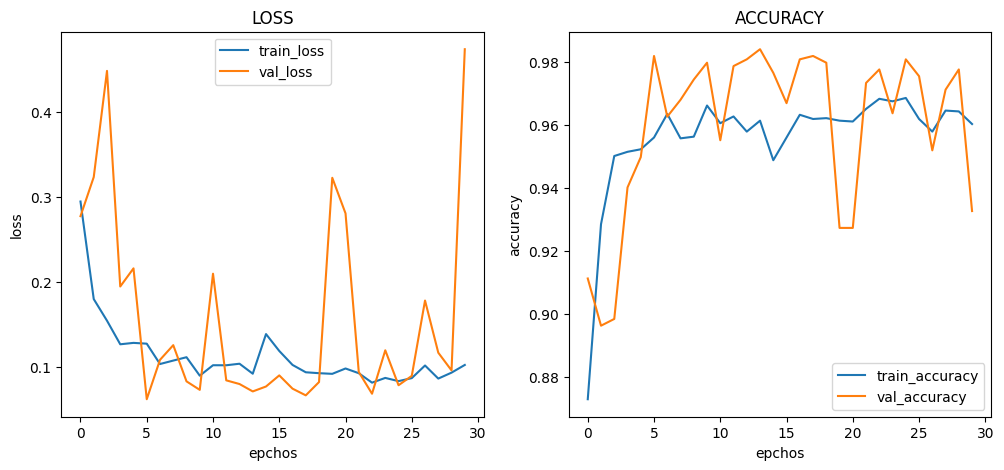 LOSS
train_loss
val_loss
0.4
0.3
0.2
0.1
loss
0 5 10 15 20 25 30
epchos
ACCURACY
0.98
0.96
0.94
0.92
0.90
0.88
accuracy
train_accuracy
val_accuracy
0 5 10 15 20 25 30
epchos